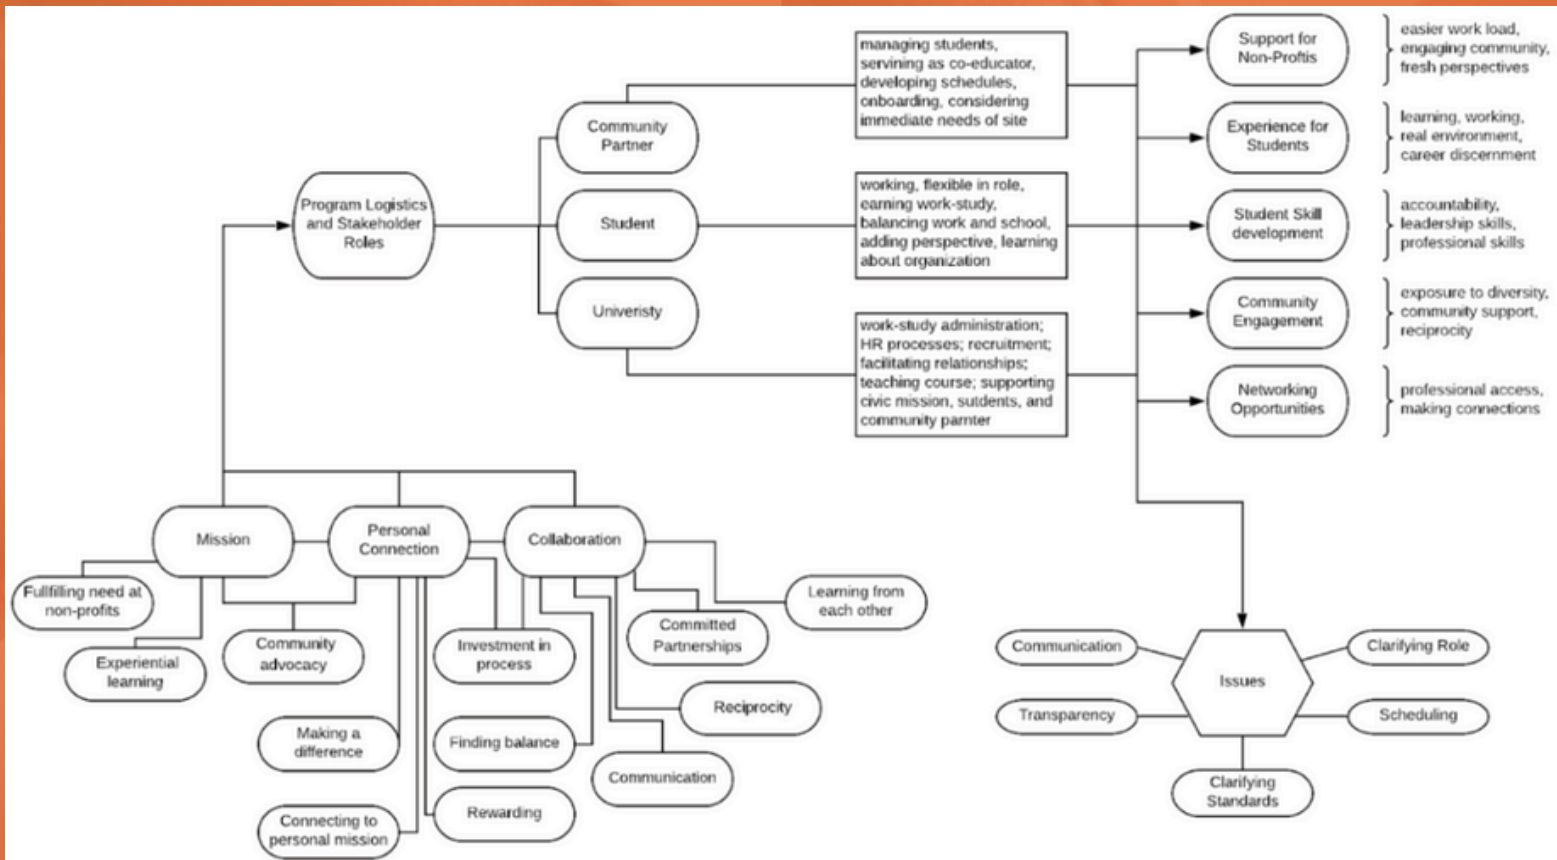 Program Logistics
and Stakeholder
Roles
Community
Partner
Student
Univeristy
managing students,
servining as co-educator,
developing schedules,
onboarding, considering
immediate needs of site
working, flexible in role,
earning work-study,
balancing work and school,
adding perspective, learning
about organization
work-study administration;
HR processes; recruitment;
facilitating relationships;
teaching course; supporting
civic mission, sutdents, and
community parnter
Support for
Non-Proftis
easier work load,
engaging community,
fresh perspectives
Experience for
Students
learning, working,
real environment,
career discernment
Student Skill
development
accountability,
leadership skills,
professional skills
Community
Engagement
exposure to diversity,
community support,
reciprocity
Networking
Opportunities
professional access,
making connections
Mission
Personal
Connection
Collaboration
Fullfilling need at
non-profits
Experiential
learning
Community
advocacy
Investment in
process
Committed
Partnerships
Learning from
each other
Making a
difference
Finding balance
Reciprocity
Communication
Connecting to
personal mission
Rewarding
Issues
Communication
Clarifying Role
Transparency
Scheduling
Clarifying
Standards